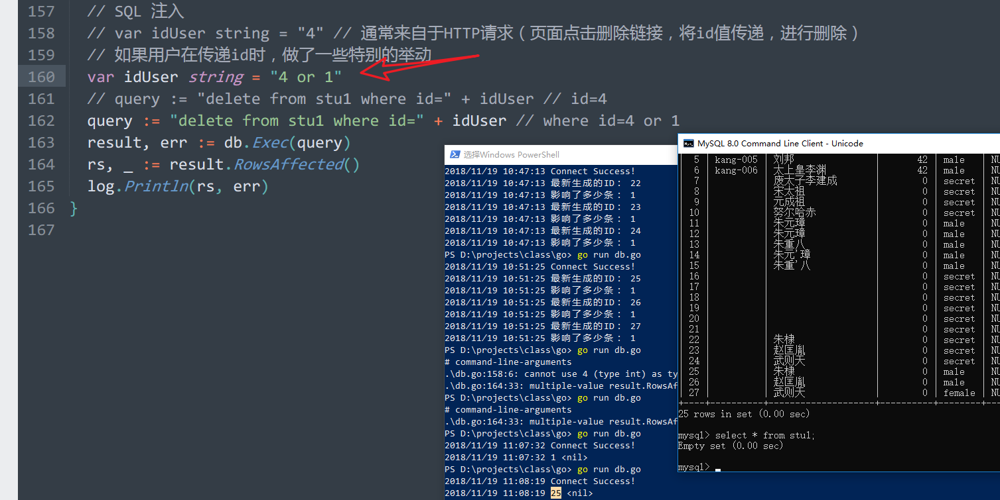 157 // SQL 注入
158 // var idUser string = "4" // 通常来自于HTTP请求（页面点击删除链接，将id值传递，进行删除）
159 // 如果用户在传递id时，做了一些特别的举动
160 var idUser string = "4 or 1"
161 // query := "delete from stu1 where id=" + idUser // id=4
162 query := "delete from stu1 where id=" + idUser // where id=4 or 1
163 result, err := db.Exec(query)
164 rs, _ := result.RowsAffected()
165 log.Println(rs, err)
166 }
167
选择Windows PowerShell
2018/11/19 10:47:13 Connect Success!
2018/11/19 10:47:13 最新生成的ID： 22
2018/11/19 10:47:13 影响了多少条： 1
2018/11/19 10:47:13 最新生成的ID： 23
2018/11/19 10:47:13 影响了多少条： 1
2018/11/19 10:47:13 最新生成的ID： 24
2018/11/19 10:47:13 影响了多少条： 1
PS D:\projects\class\go> go run db.go
2018/11/19 10:51:25 Connect Success!
2018/11/19 10:51:25 最新生成的ID： 25
2018/11/19 10:51:25 影响了多少条： 1
2018/11/19 10:51:25 最新生成的ID： 26
2018/11/19 10:51:25 影响了多少条： 1
2018/11/19 10:51:25 最新生成的ID： 27
2018/11/19 10:51:25 影响了多少条： 1
PS D:\projects\class\go> go run db.go
# command-line-arguments
.\db.go:158:6: cannot use 4 (type int) as ty
.\db.go:164:33: multiple-value result.RowsAf
PS D:\projects\class\go> go run db.go
# command-line-arguments
.\db.go:164:33: multiple-value result.RowsAf
PS D:\projects\class\go> go run db.go
2018/11/19 11:07:32 Connect Success!
2018/11/19 11:07:32 1 <nil>
PS D:\projects\class\go> go run db.go
2018/11/19 11:08:19 Connect Success!
2018/11/19 11:08:19 25 <nil>
MySQL 8.0 Command Line Client - Unicode
| 5 | kang-005 | 刘邦 | 42 | male | NU
| 6 | kang-006 | 太上皇李渊 | 42 | male | NU
| 7 | | 废太子李建成 | 0 | secret | NU
| 8 | | 宋太祖 | 0 | secret | NU
| 9 | | 元成祖 | 0 | secret | NU
| 10 | | 努尔哈赤 | 0 | secret | NU
| 11 | | 朱元璋 | 0 | male | NU
| 12 | | 朱元璋 | 0 | male | NU
| 13 | | 朱重八 | 0 | male | NU
| 14 | | 朱元'璋 | 0 | male | NU
| 15 | | 朱重'八 | 0 | male | NU
| 16 | | | 0 | secret | NU
| 17 | | | 0 | secret | NU
| 18 | | | 0 | secret | NU
| 19 | | | 0 | secret | NU
| 20 | | | 0 | secret | NU
| 21 | | | 0 | secret | NU
| 22 | | 朱棣 | 0 | secret | NU
| 23 | | 赵匡胤 | 0 | secret | NU
| 24 | | 武则天 | 0 | secret | NU
| 25 | | 朱棣 | 0 | male | NU
| 26 | | 赵匡胤 | 0 | male | NU
| 27 | | 武则天 | 0 | female | NU
25 rows in set (0.00 sec)
mysql> select * from stu1;
Empty set (0.00 sec)
mysql>